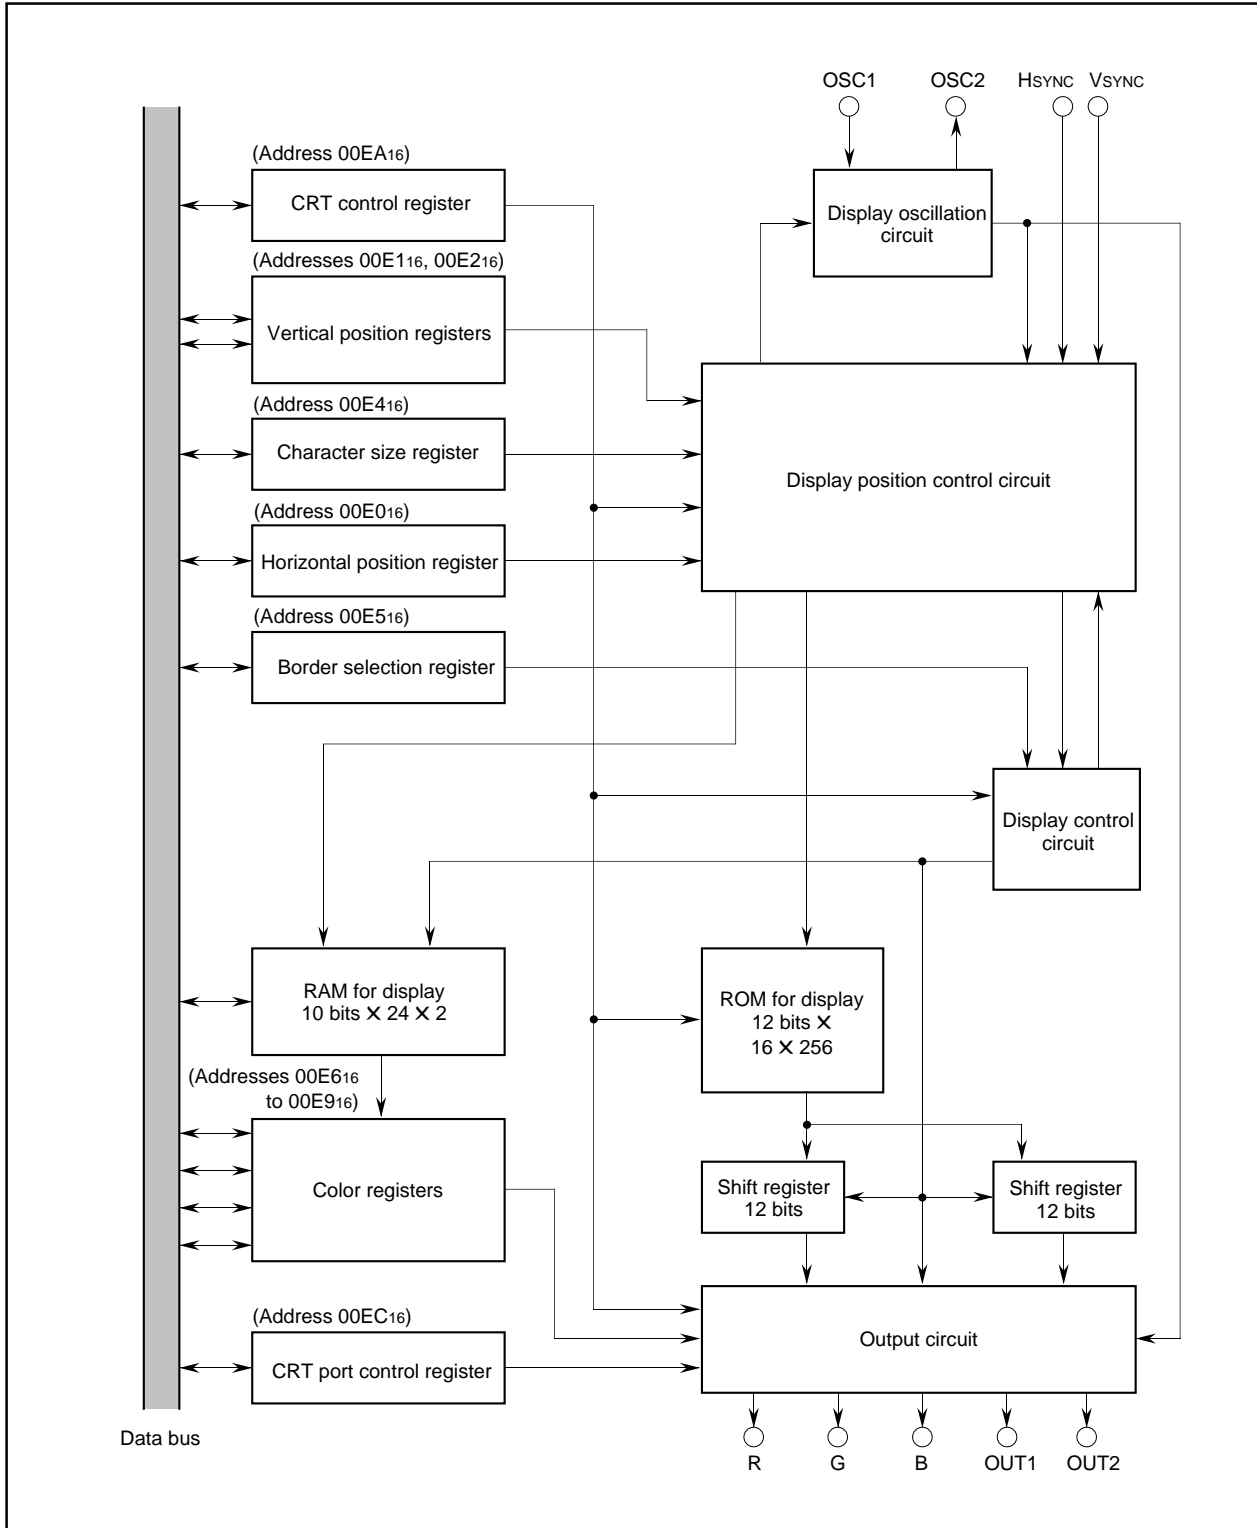 OSC1 OSC2 HSYNC VSYNC
(Address 00EA16)
CRT control register
Display oscillation
circuit
(Addresses 00E116, 00E216)
Vertical position registers
(Address 00E416)
Character size register
Display position control circuit
(Address 00E016)
Horizontal position register
(Address 00E516)
Border selection register
Display control
circuit
RAM for display
10 bits × 24 × 2
ROM for display
12 bits ×
16 × 256
(Addresses 00E616
to 00E916)
Color registers
Shift register
12 bits
Shift register
12 bits
(Address 00EC16)
CRT port control register
Output circuit
Data bus
R G B OUT1 OUT2